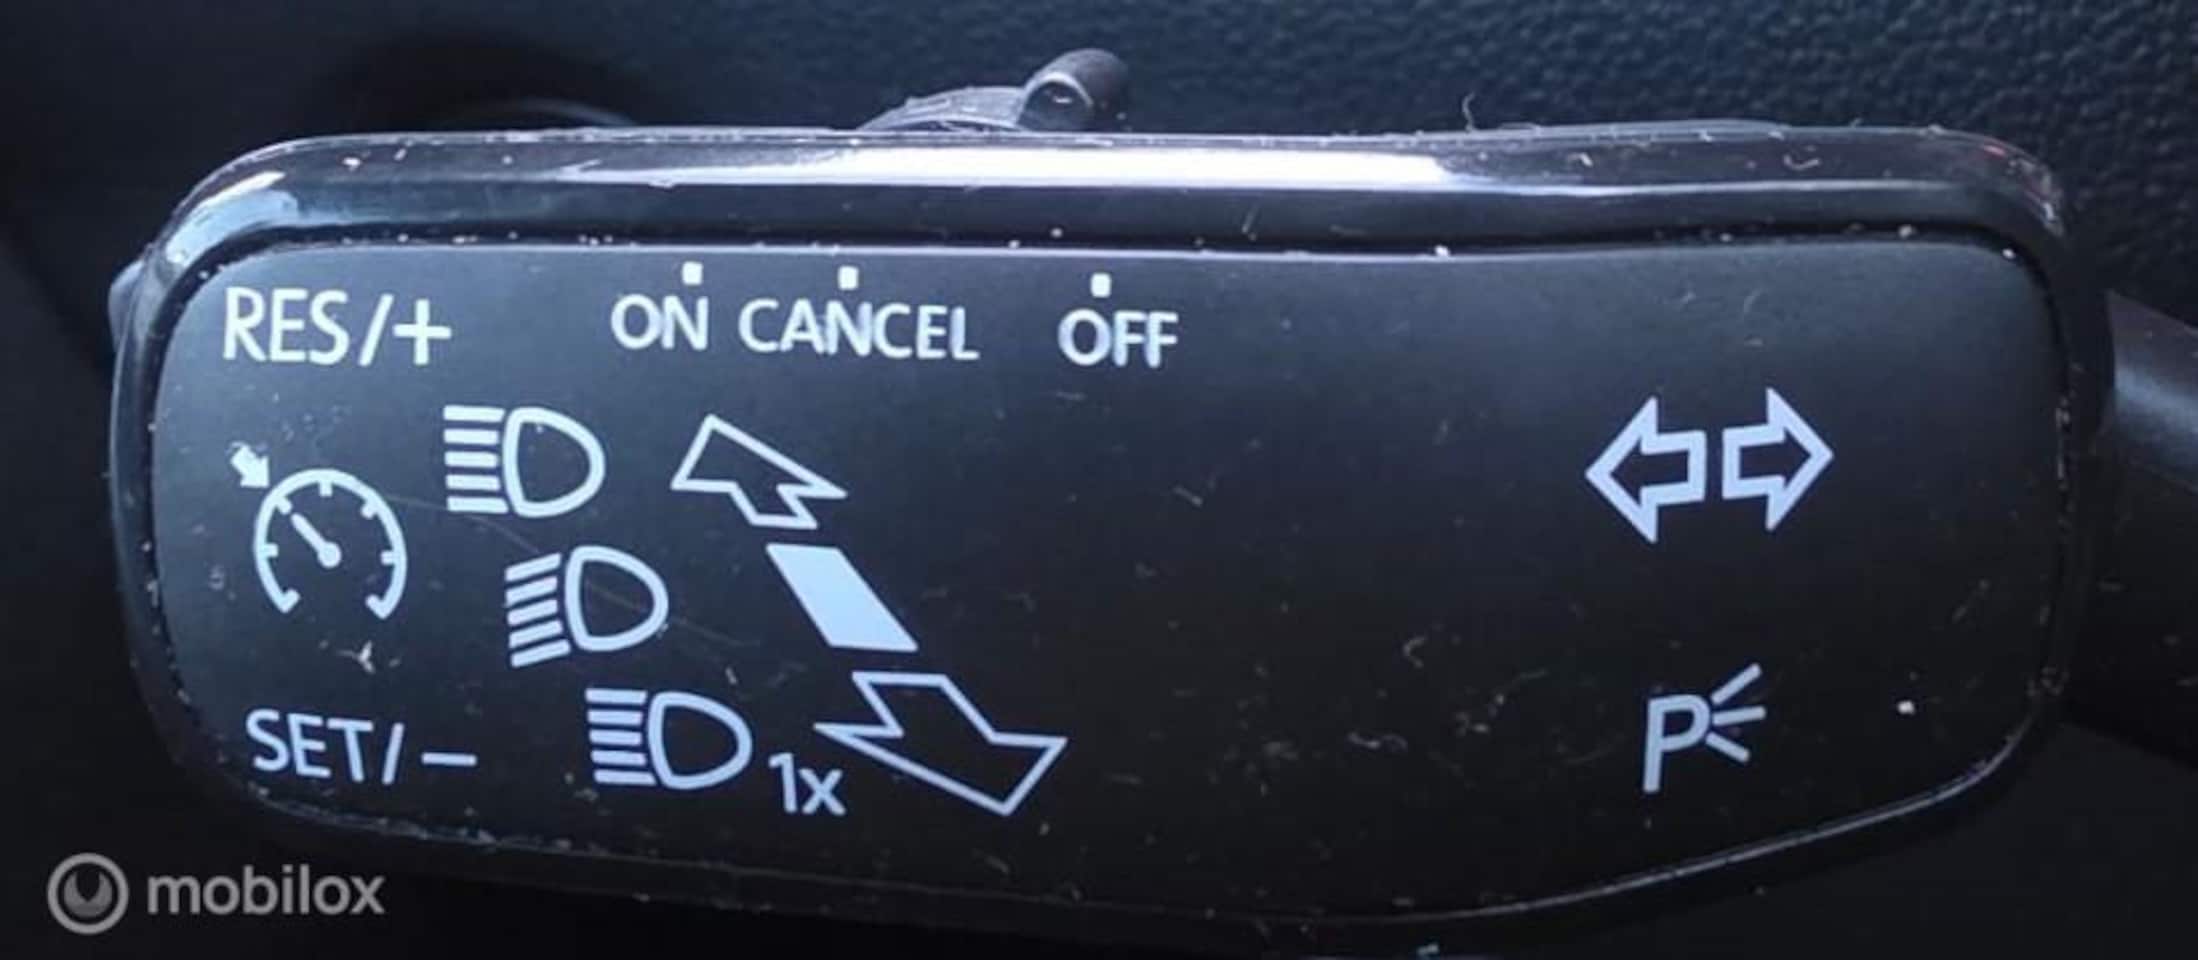 RES/+ ON CANCEL OFF
SET/- 1x P
mobilox